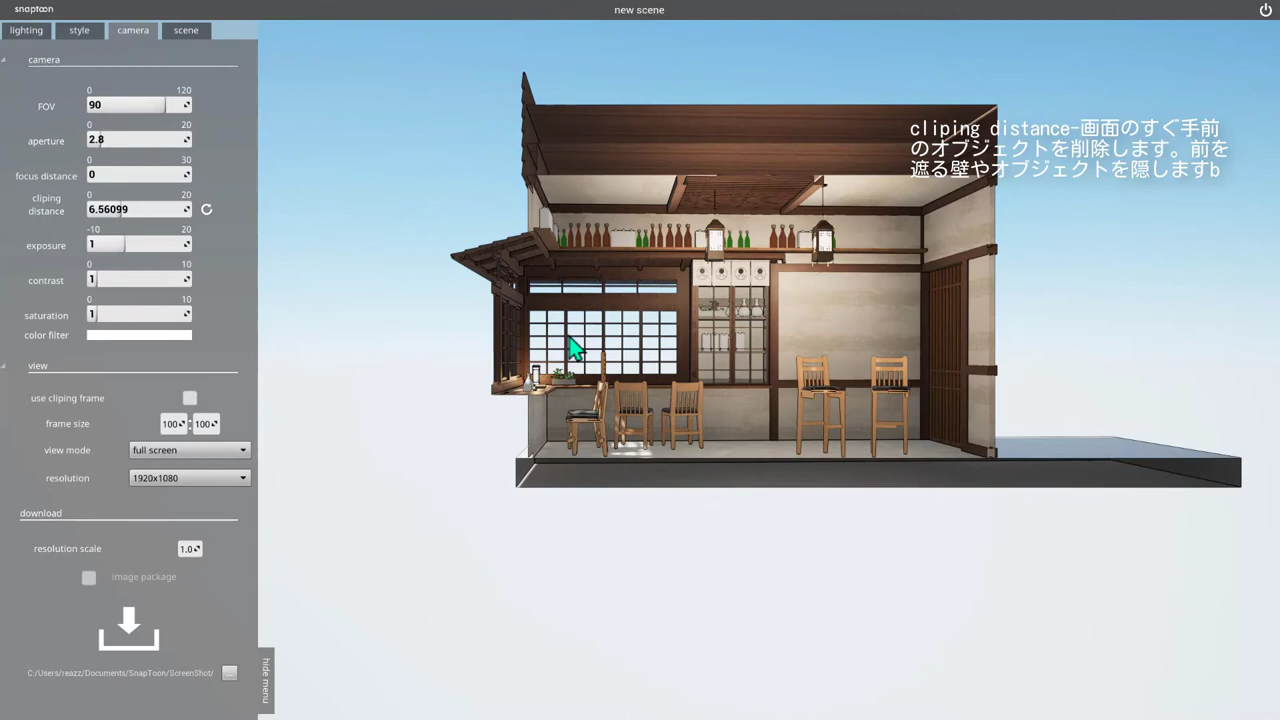 snaptoon
new scene
lighting
style
camera
scene
camera
0 120
FOV
90
0 20
aperture
2.8
0 30
focus distance
0
0 20
cliping
distance
6.56099
-10 20
exposure
1
0 10
contrast
1
0 10
saturation
1
color filter
view
use cliping frame
frame size
100 : 100
view mode
full screen
resolution
1920x1080
download
resolution scale
1.0
image package
C:/Users/reazz/Documents/SnapToon/ScreenShot/
...
hide menu
cliping distance-画面のすぐ手前
のオブジェクトを削除します。前を
遮る壁やオブジェクトを隠しますb